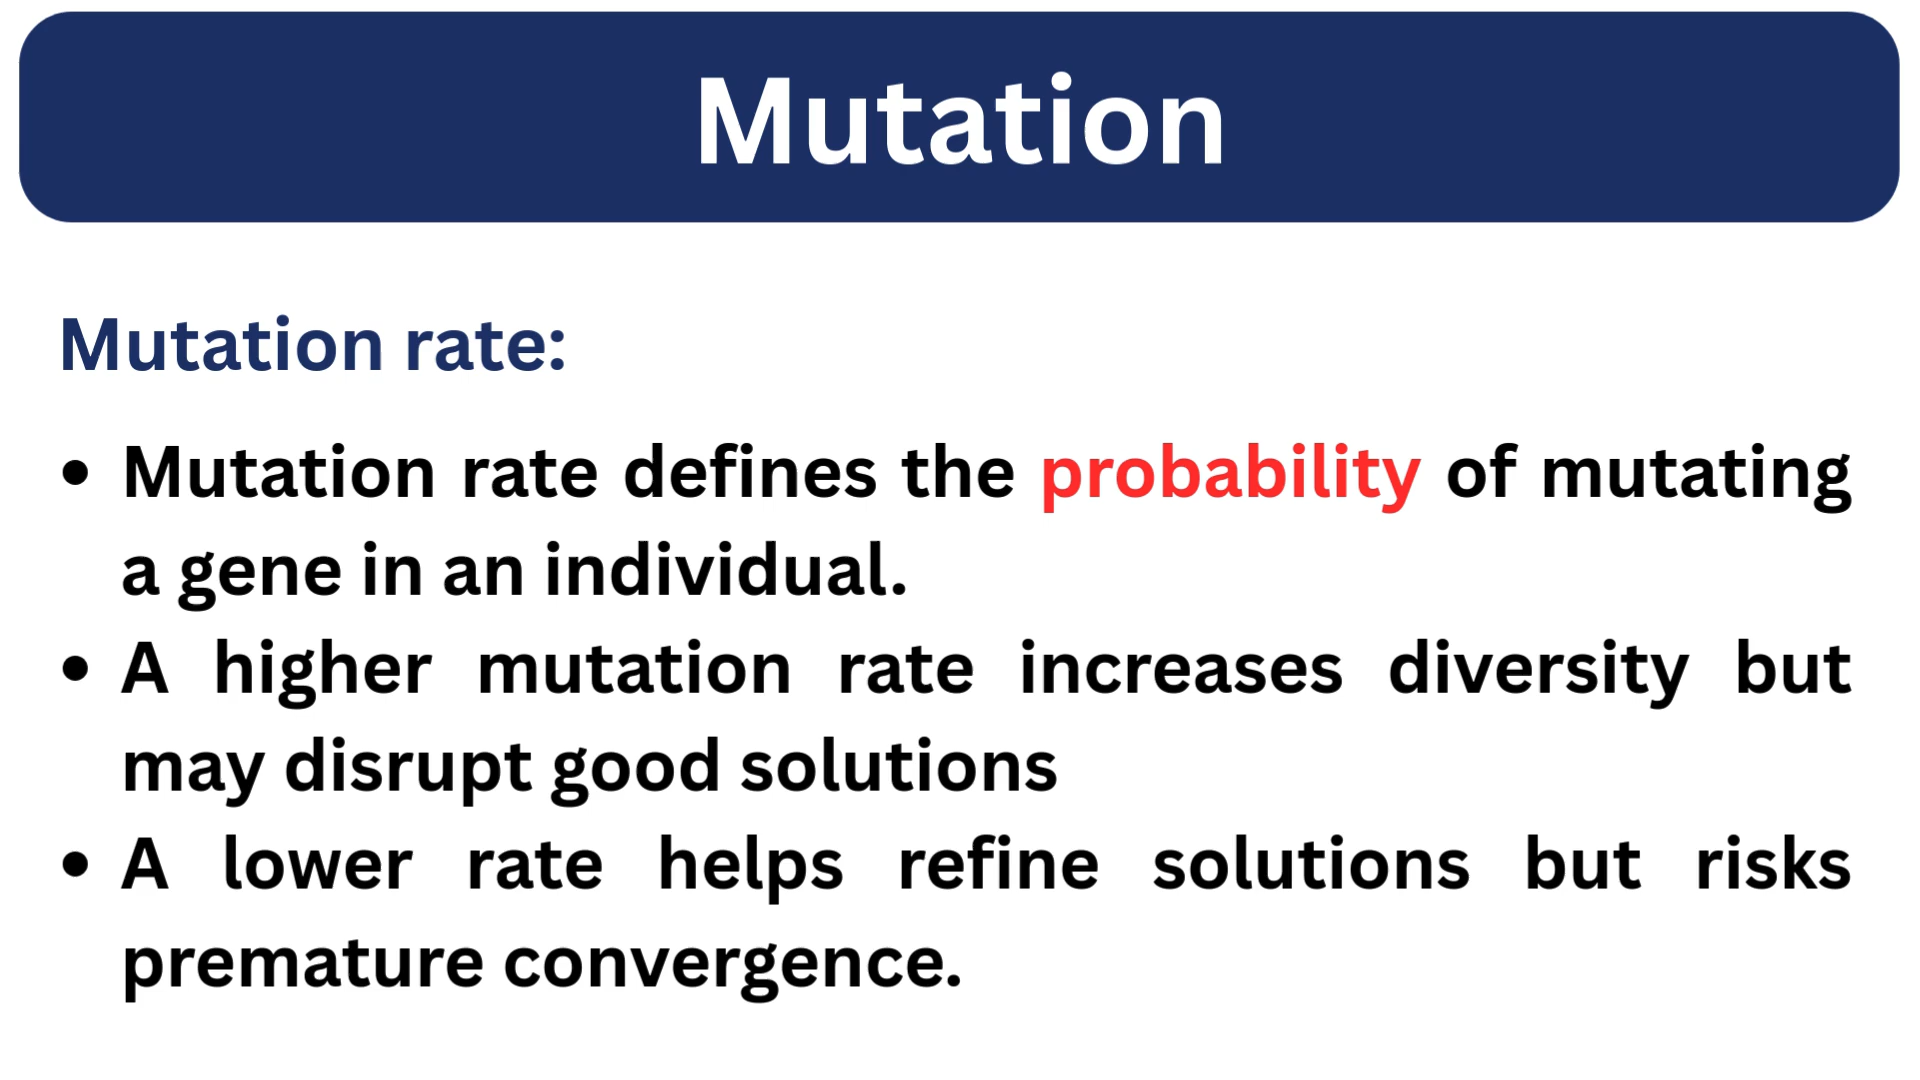 Mutation
Mutation rate:
• Mutation rate defines the probability of mutating
a gene in an individual.
• A higher mutation rate increases diversity but
may disrupt good solutions
• A lower rate helps refine solutions but risks
premature convergence.